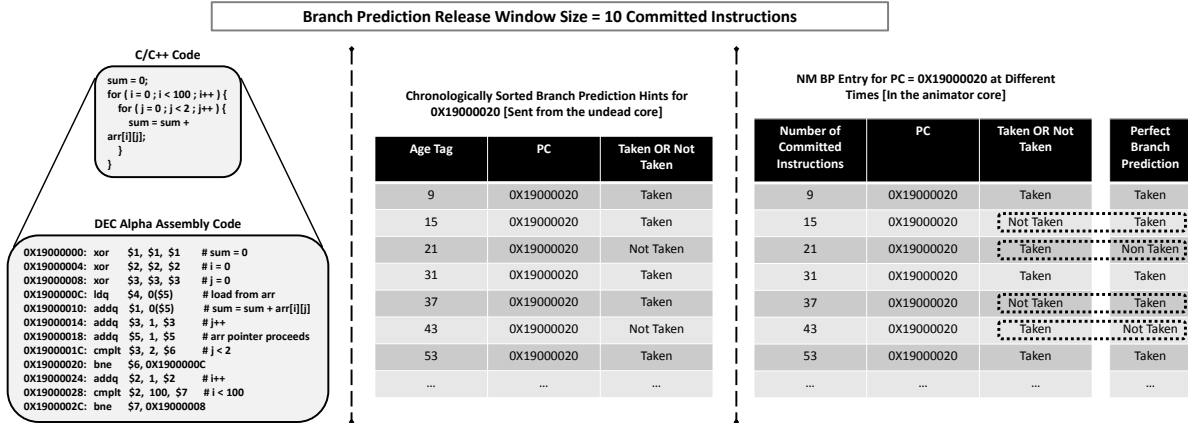 Branch Prediction Release Window Size = 10 Committed Instructions
C/C++ Code
sum = 0;
for ( i = 0 ; i < 100 ; i++ ) {
for ( j = 0 ; j < 2 ; j++ ) {
sum = sum +
arr[i][j];
}
}
DEC Alpha Assembly Code
0X19000000: xor $1, $1, $1 # sum = 0
0X19000004: xor $2, $2, $2 # i = 0
0X19000008: xor $3, $3, $3 # j = 0
0X1900000C: ldq $4, 0($5) # load from arr
0X19000010: addq $1, 0($5) # sum = sum + arr[i][j]
0X19000014: addq $3, 1, $3 # j++
0X19000018: addq $5, 1, $5 # arr pointer proceeds
0X1900001C: cmplt $3, 2, $6 # j < 2
0X19000020: bne $6, 0X1900000C
0X19000024: addq $2, 1, $2 # i++
0X19000028: cmplt $2, 100, $7 # i < 100
0X1900002C: bne $7, 0X19000008
Chronologically Sorted Branch Prediction Hints for
0X19000020 [Sent from the undead core]
Age Tag PC Taken OR Not
Taken
9 0X19000020 Taken
15 0X19000020 Taken
21 0X19000020 Not Taken
31 0X19000020 Taken
37 0X19000020 Taken
43 0X19000020 Not Taken
53 0X19000020 Taken
... ... ...
NM BP Entry for PC = 0X19000020 at Different
Times [In the animator core]
Number of PC Taken OR Not Perfect
Committed Taken Branch
Instructions Prediction
9 0X19000020 Taken Taken
15 0X19000020 Not Taken Taken
21 0X19000020 Taken Non Taken
31 0X19000020 Taken Taken
37 0X19000020 Not Taken Taken
43 0X19000020 Taken Not Taken
53 0X19000020 Taken Taken
... ... ... ...